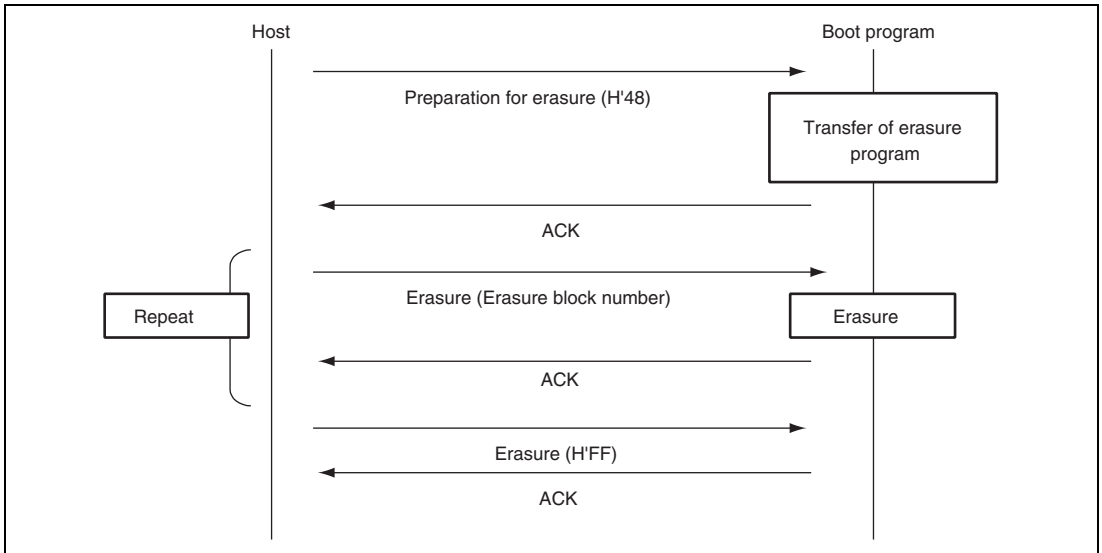 Host
Boot program
Preparation for erasure (H'48)
Transfer of erasure
program
ACK
Erasure (Erasure block number)
Repeat
Erasure
ACK
Erasure (H'FF)
ACK